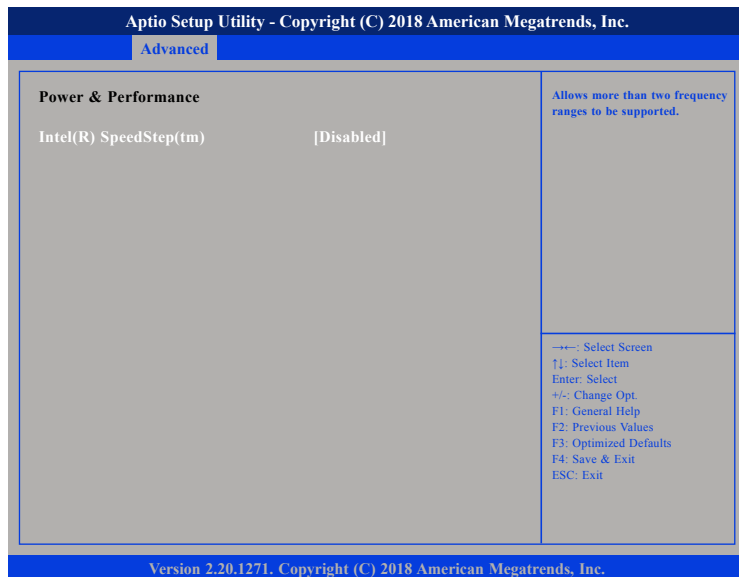 Aptio Setup Utility - Copyright (C) 2018 American Megatrends, Inc.
Advanced
Power & Performance
Intel(R) SpeedStep(tm) [Disabled]
Allows more than two frequency
ranges to be supported.
→←: Select Screen
↑↓: Select Item
Enter: Select
+/-: Change Opt.
F1: General Help
F2: Previous Values
F3: Optimized Defaults
F4: Save & Exit
ESC: Exit
Version 2.20.1271. Copyright (C) 2018 American Megatrends, Inc.